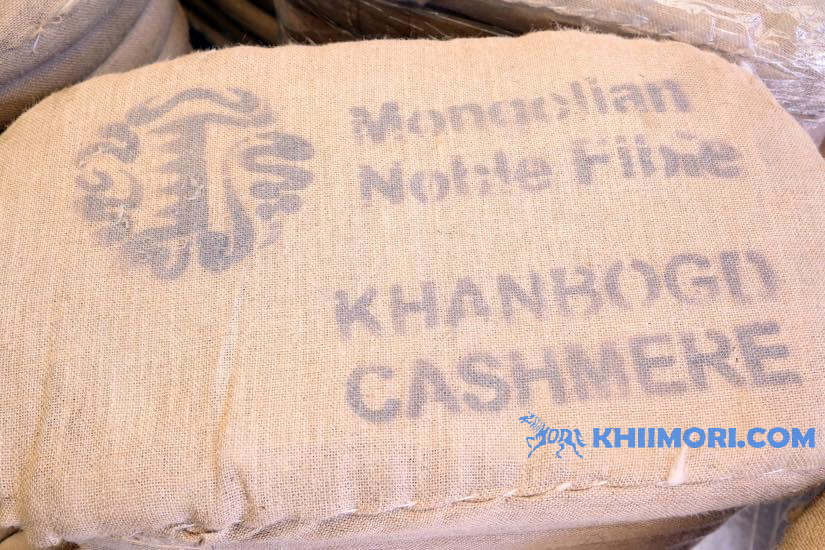 Mongolian
Noble Fibre
KHANBOGD
CASHMERE
KHIIMORI.COM